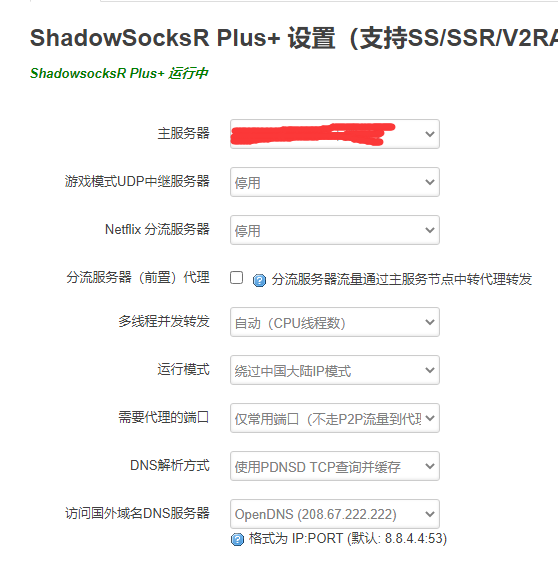 ShadowSocksR Plus+ 设置（支持SS/SSR/V2RA
ShadowsocksR Plus+ 运行中
主服务器
游戏模式UDP中继服务器 停用
Netflix 分流服务器 停用
分流服务器（前置）代理 分流服务器流量通过主服务节点中转代理转发
多线程并发转发 自动（CPU线程数）
运行模式 绕过中国大陆IP模式
需要代理的端口 仅常用端口（不走P2P流量到代理
DNS解析方式 使用PDNSD TCP查询并缓存
访问国外域名DNS服务器 OpenDNS (208.67.222.222)
格式为 IP:PORT (默认: 8.8.4.4:53)